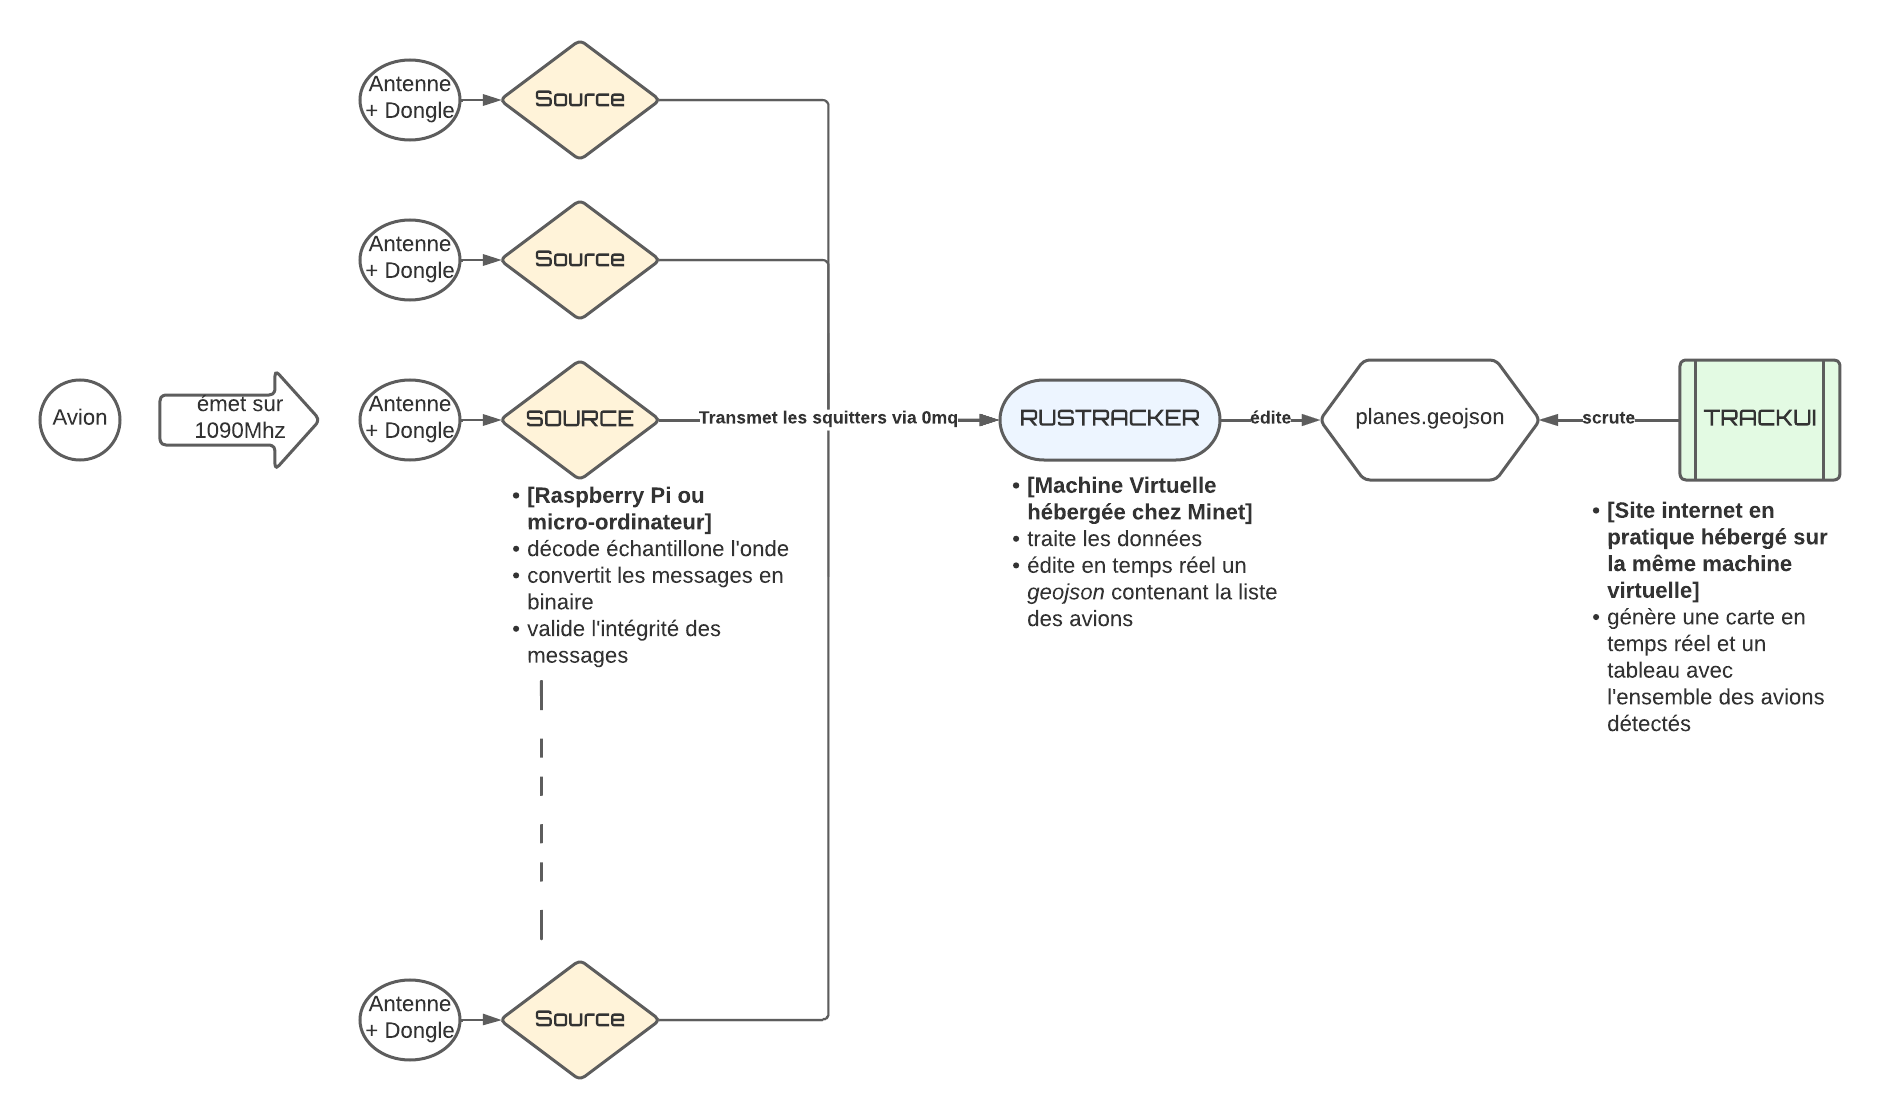 Antenne
+ Dongle
Source
Antenne
+ Dongle
Source
Avion
émet sur
1090Mhz
Antenne
+ Dongle
SOURCE
Transmet les squitters via 0mq
RUSTRACKER
édite
planes.geojson
scrute
TRACKUI
• [Raspberry Pi ou
micro-ordinateur]
• décode échantillone l'onde
• convertit les messages en
binaire
• valide l'intégrité des
messages
• [Machine Virtuelle
hébergée chez Minet]
• traite les données
• édite en temps réel un
geojson contenant la liste
des avions
• [Site internet en
pratique hébergé sur
la même machine
virtuelle]
• génère une carte en
temps réel et un
tableau avec
l'ensemble des avions
détectés
Antenne
+ Dongle
Source